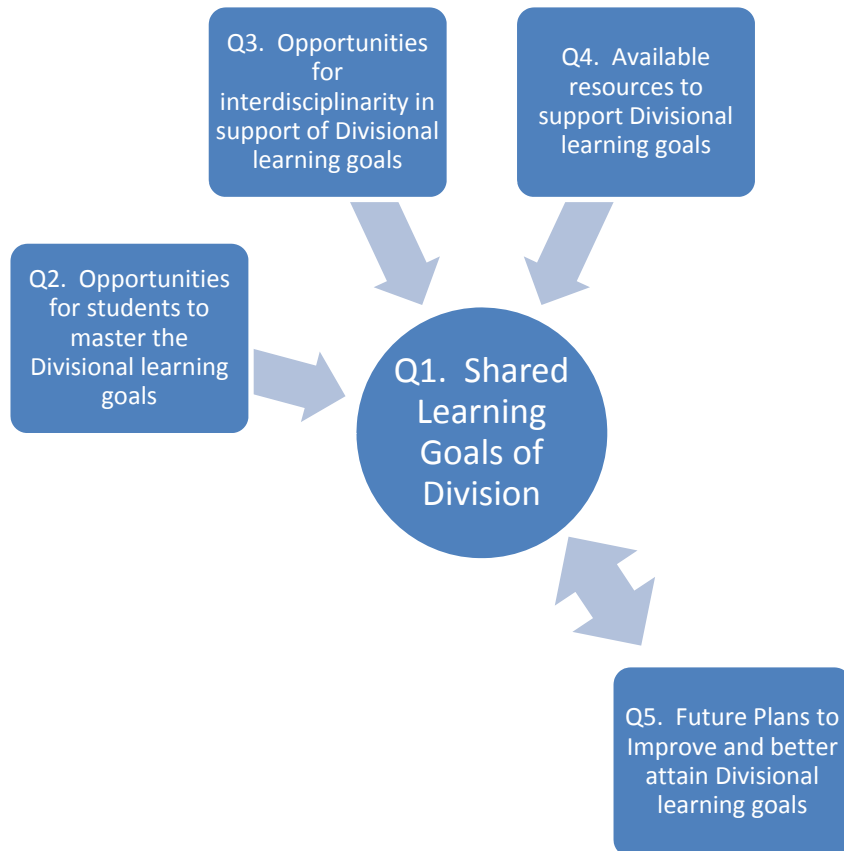 Q3. Opportunities
for
interdisciplinarity in
support of Divisional
learning goals
Q4. Available
resources to
support Divisional
learning goals
Q2. Opportunities
for students to
master the
Divisional learning
goals
Q1. Shared
Learning
Goals of
Division
Q5. Future Plans to
Improve and better
attain Divisional
learning goals